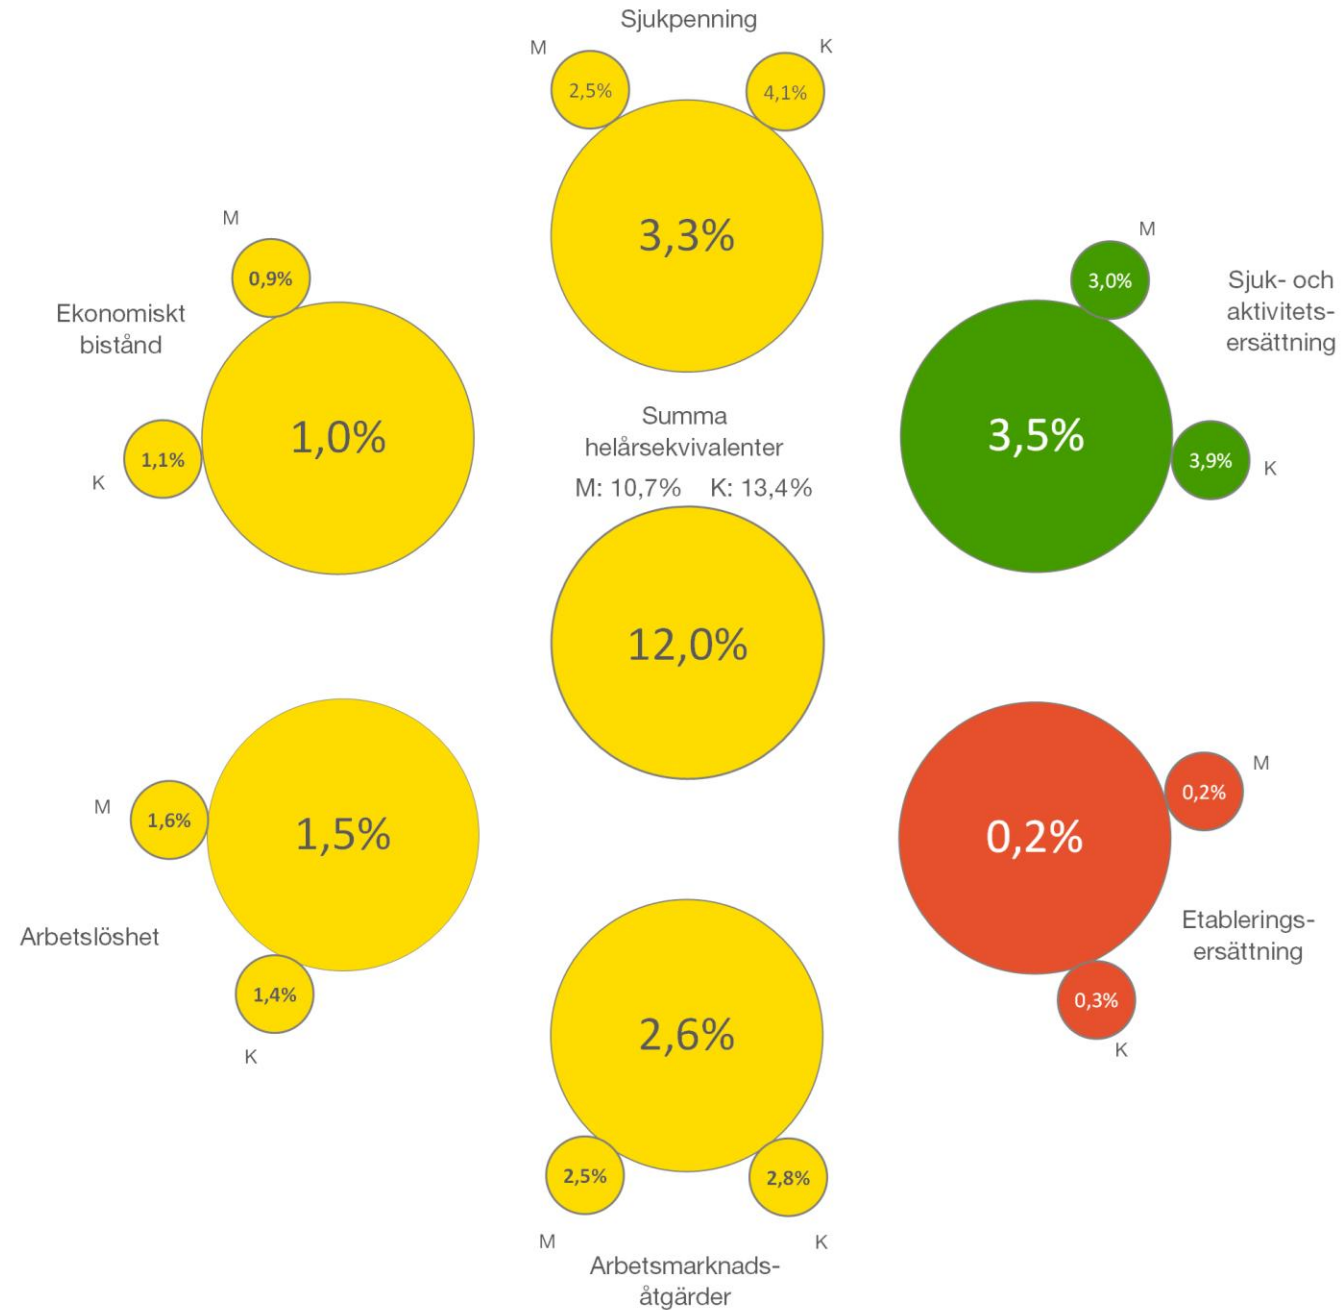 Sjukpenning
M
K
2,5%
4,1%
3,3%
M
0,9%
Ekonomiskt
bistånd
1,0%
1,1%
K
M
3,0%
Sjuk- och
aktivitets-
ersättning
3,5%
3,9%
K
Summa
helårsekvivalenter
M: 10,7% K: 13,4%
12,0%
M
1,6%
1,5%
Arbetslöshet
1,4%
K
M
0,2%
0,2%
Etablerings-
ersättning
0,3%
K
2,6%
2,5%
2,8%
M
K
Arbetsmarknads-
åtgärder